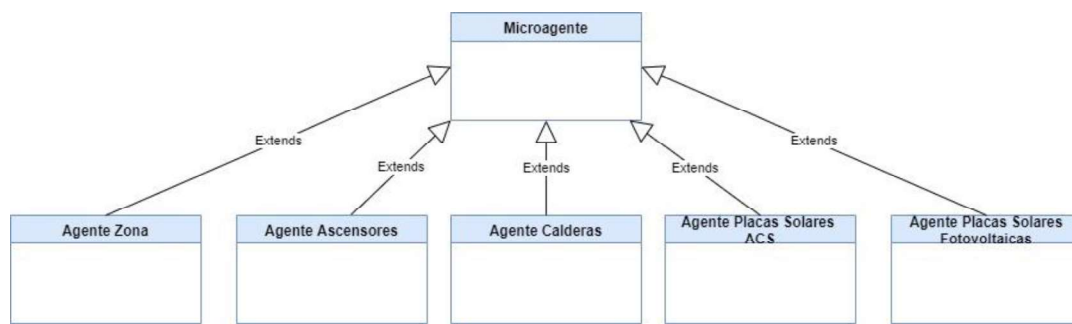 Microagente
Extends
Extends
Extends
Extends
Extends
Agente Zona
Agente Ascensores
Agente Calderas
Agente Placas Solares
ACS
Agente Placas Solares
Fotovoltaicas